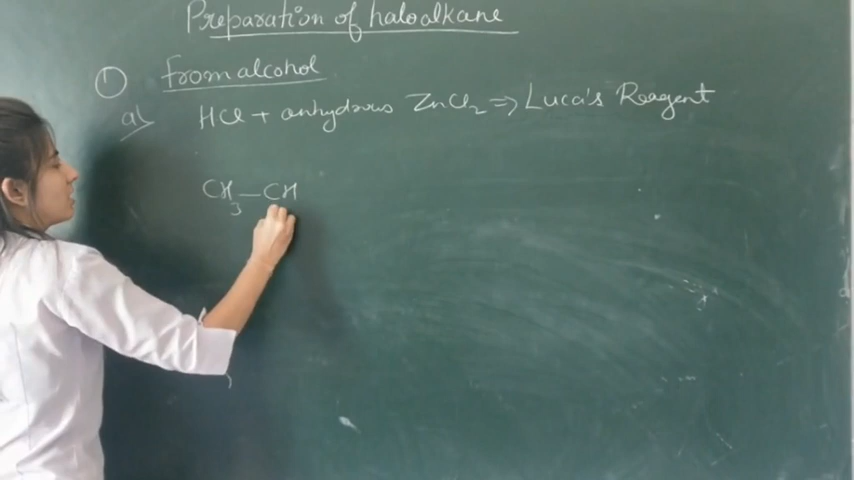 Preparation of haloalkane
① From alcohol
a) HCl + anhydrous ZnCl₂ ⇒ Luca's Reagent
CH₃—CH